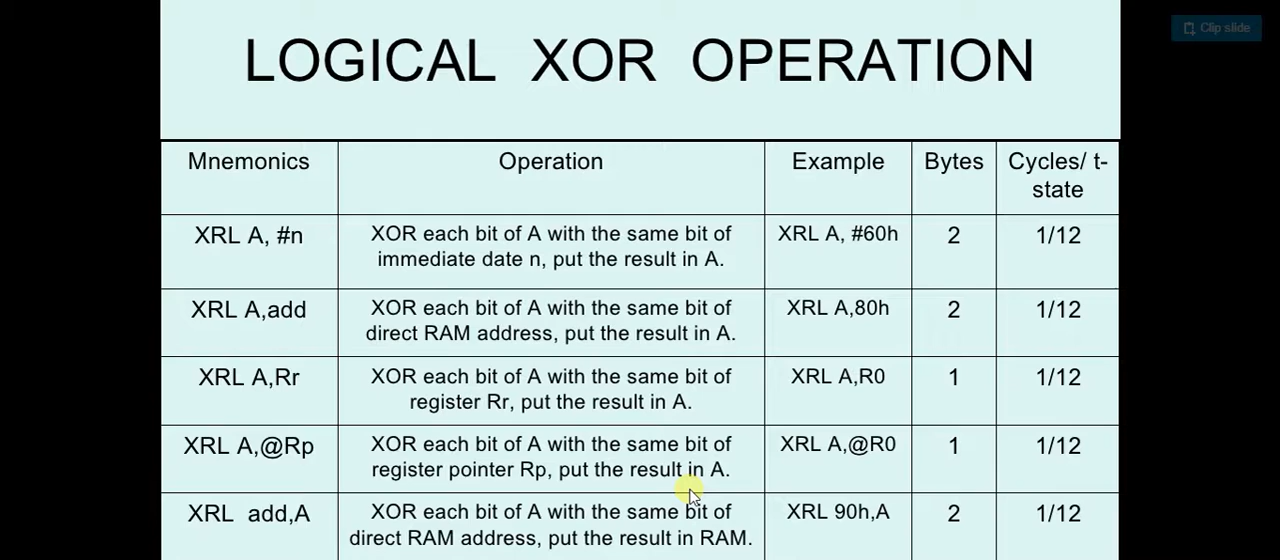 Clip slide
LOGICAL XOR OPERATION
Mnemonics
Operation
Example
Bytes
Cycles/ t-
state
XRL A, #n
XOR each bit of A with the same bit of
immediate date n, put the result in A.
XRL A, #60h
2
1/12
XRL A,add
XOR each bit of A with the same bit of
direct RAM address, put the result in A.
XRL A,80h
2
1/12
XRL A,Rr
XOR each bit of A with the same bit of
register Rr, put the result in A.
XRL A,R0
1
1/12
XRL A,@Rp
XOR each bit of A with the same bit of
register pointer Rp, put the result in A.
XRL A,@R0
1
1/12
XRL add,A
XOR each bit of A with the same bit of
direct RAM address, put the result in RAM.
XRL 90h,A
2
1/12